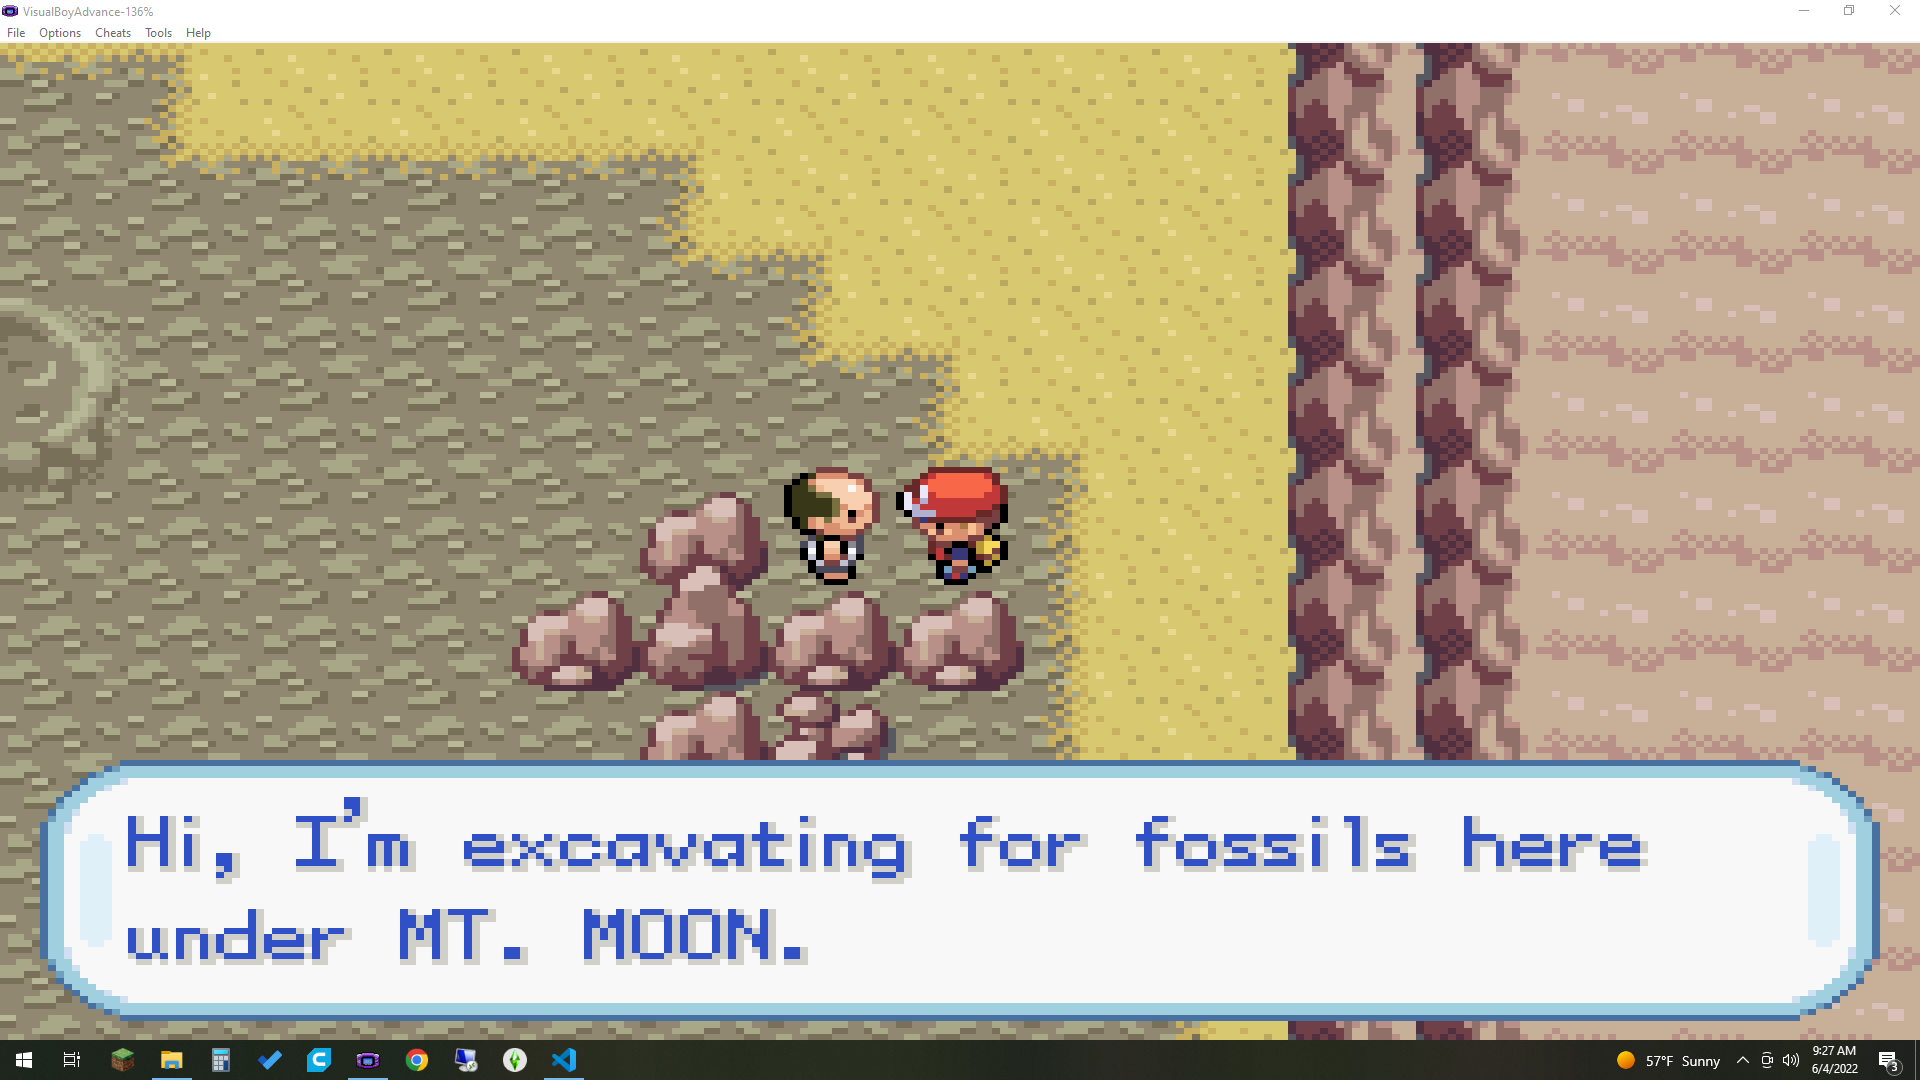 VisualBoyAdvance-136%
File Options Cheats Tools Help
Hi, I'm excavating for fossils here
under MT. MOON.
57°F Sunny
9:27 AM
6/4/2022
3